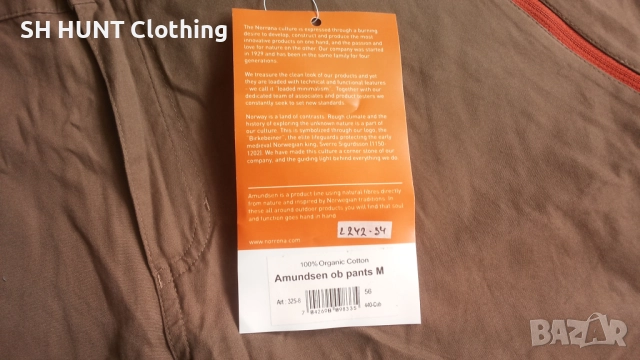 SH HUNT Clothing
The Norrøna culture is expressed through a burning
desire to develop, construct and produce the most
innovative products on one hand, and the passion and
love for nature on the other. Our company was started
in 1929 and has been in the same family for four
generations.
We measure the clean look of our products and yet
they are loaded with technical and functional features
- we call it "loaded minimalism". Together with our
dedicated team of associates and product testers we
constantly seek to set new standards.
Norway is a land of contrasts. Rough climate and the
history of exploring the unknown nature is a part of
our culture. This is symbolized through our logo, the
"Birkebeiner", the elite lifeguards protecting the early
medieval Norwegian king, Sverre Sigurdsson (1150
1202). We have made this culture a corner stone of our
company, and the guiding light behind everything we do.
Amundsen is a product line using natural fibres directly
from nature and inspired by Norwegian traditions. In
these all around outdoor products, you will find that soul
and function goes hand in hand.
L242-54
www.norrona.com
100% Organic Cotton
Amundsen ob pants M
Art.: 325-0
56
BAZAR.bg